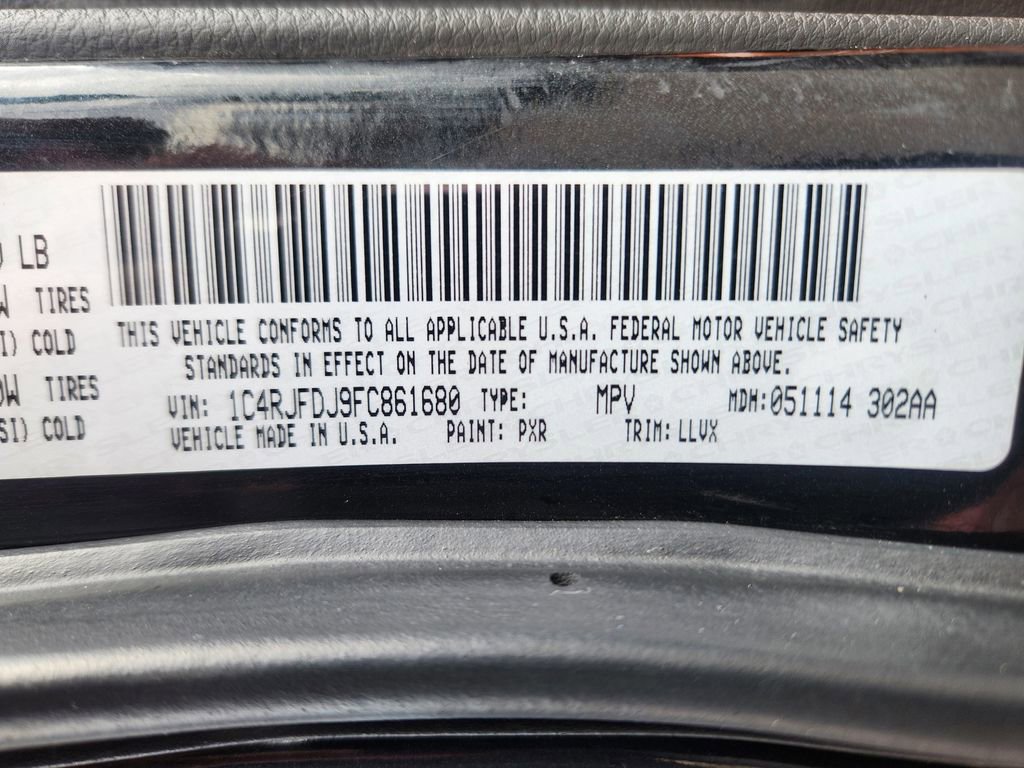 LB
TIRES
COLD
TIRES
COLD
THIS VEHICLE CONFORMS TO ALL APPLICABLE U.S.A. FEDERAL MOTOR VEHICLE SAFETY
STANDARDS IN EFFECT ON THE DATE OF MANUFACTURE SHOWN ABOVE.
VIN: 1C4RJFDJ9FC861680 TYPE: MPV MDH:051114 302AA
VEHICLE MADE IN U.S.A. PAINT: PXR TRIM: LLVX